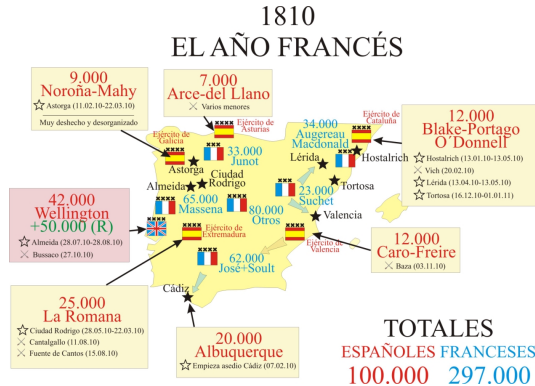 1810
EL AÑO FRANCÉS
9.000
Noroña-Mahy
Astorga (11.02.10-22.03.10)
Muy deshecho y desorganizado
7.000
Arce-del Llano
Varios menores
Ejército de
Galicia
Ejército de
Asturias
Ejército de
Cataluña
34.000
Augereau
Macdonald
12.000
Blake-Portago
O´Donnell
Hostalrich (13.01.10-13.05.10)
Vich (20.02.10)
Lérida (13.04.10-13.05.10)
Tortosa (16.12.10-01.01.11)
33.000
Junot
Astorga
Lérida
Hostalrich
Almeida
Ciudad
Rodrigo
Tortosa
42.000
Wellington
+50.000 (R)
Almeida (28.07.10-28.08.10)
Bussaco (27.10.10)
65.000
Massena
80.000
Otros
23.000
Suchet
Valencia
Ejército de
Extremadura
Ejército de
Valencia
12.000
Caro-Freire
Baza (03.11.10)
62.000
José+Soult
25.000
La Romana
Ciudad Rodrigo (28.05.10-22.03.10)
Cantalgallo (11.08.10)
Fuente de Cantos (15.08.10)
Cádiz
20.000
Albuquerque
Empieza asedio Cádiz (07.02.10)
TOTALES
ESPAÑOLES FRANCESES
100.000 297.000